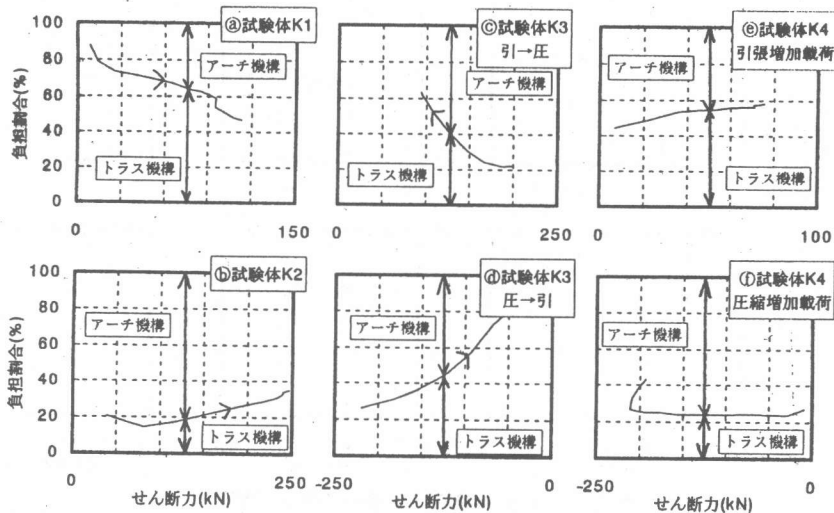 ⓐ試験体K1
アーチ機構
トラス機構
負担割合(%)
100
80
60
40
20
0
0
150
ⓒ試験体K3
引→圧
アーチ機構
トラス機構
0
250
ⓔ試験体K4
引張増加載荷
アーチ機構
トラス機構
0
100
ⓑ試験体K2
アーチ機構
トラス機構
負担割合(%)
100
80
60
40
20
0
0
250
せん断力(kN)
ⓓ試験体K3
圧→引
アーチ機構
トラス機構
-250
0
せん断力(kN)
ⓕ試験体K4
圧縮増加載荷
アーチ機構
トラス機構
-250
0
せん断力(kN)